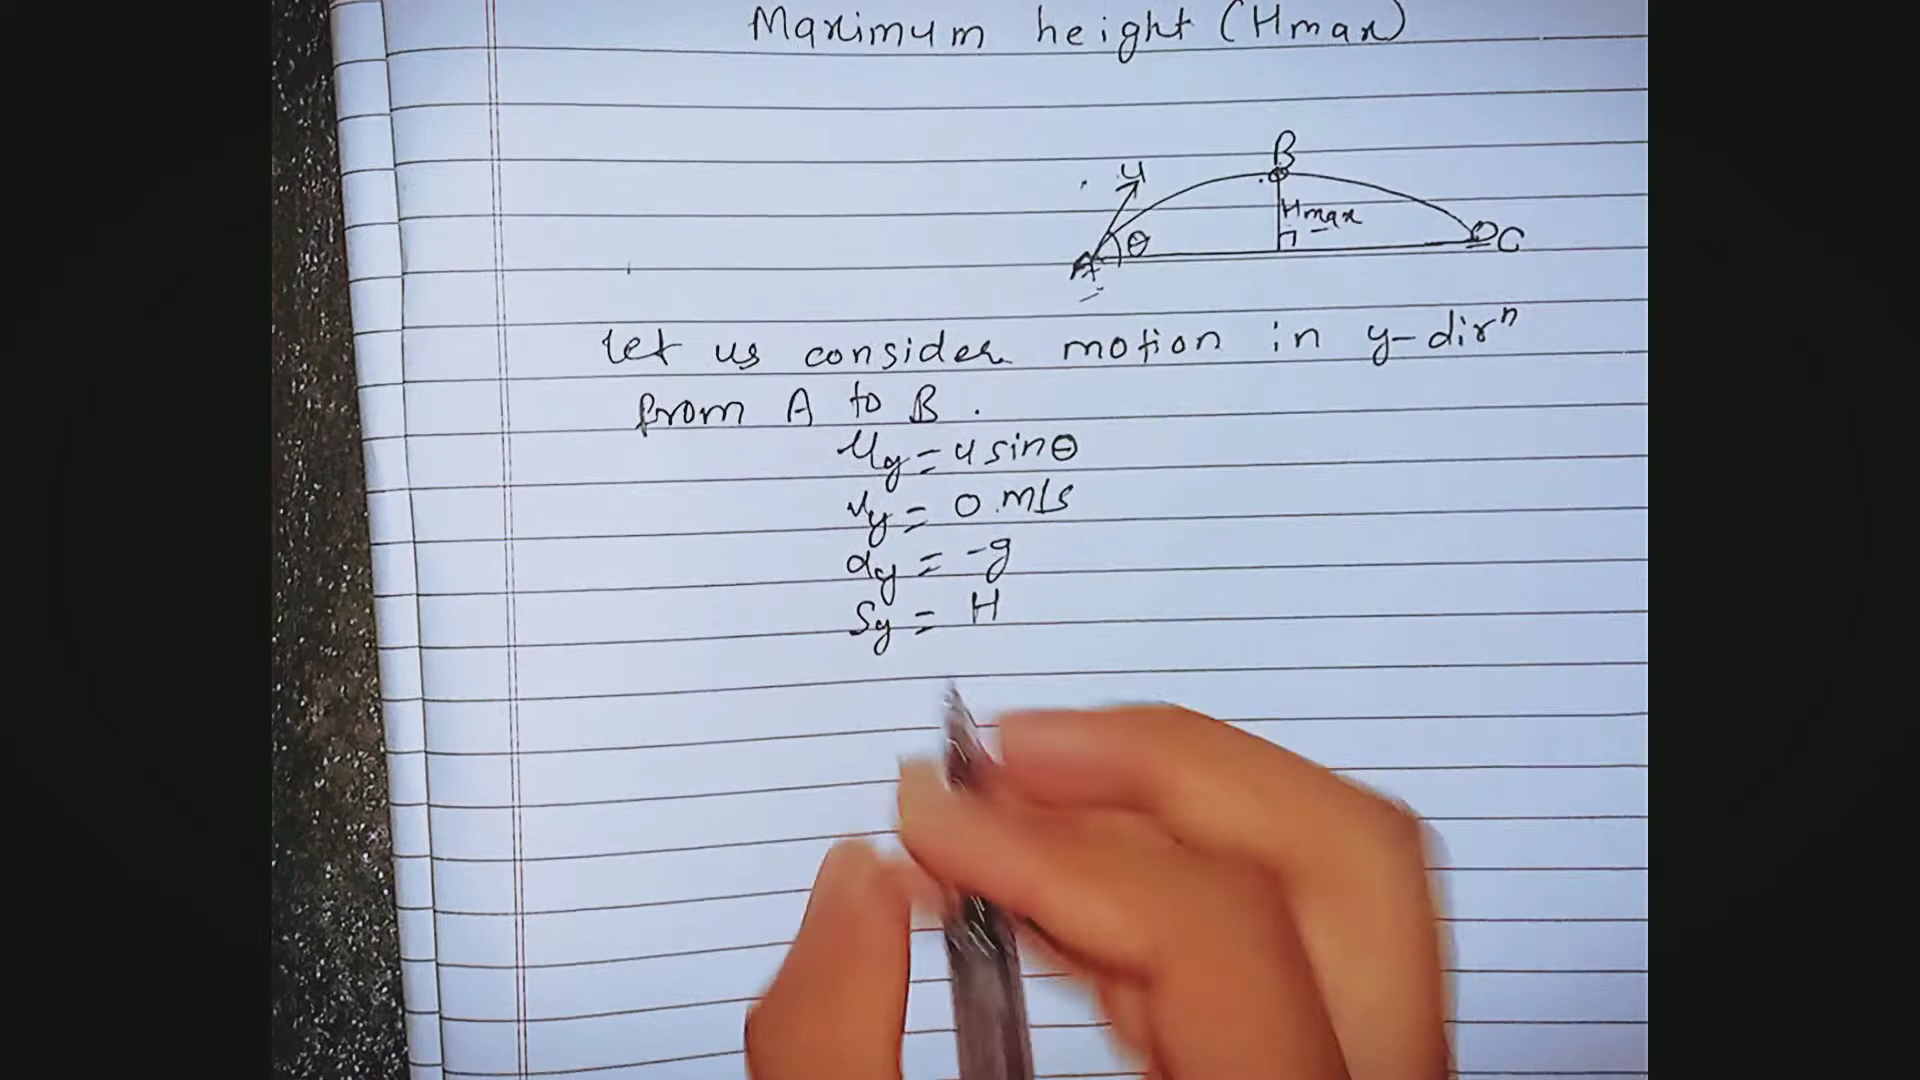 Maximum height (Hmax)
B
u
Hmax
θ
A
C
let us consider motion in y-dirⁿ
from A to B.
uy = u sinθ
vy = 0 m/s
ay = -g
Sy = H